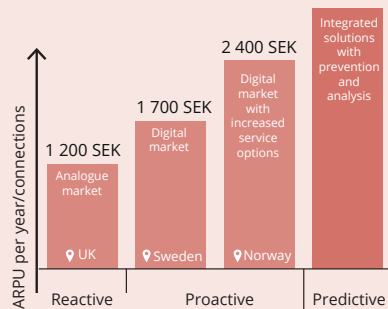 ARPU per year/connections
1 200 SEK
Analogue
market
UK
1 700 SEK
Digital
market
Sweden
2 400 SEK
Digital
market
with
increased
service
options
Norway
Integrated
solutions
with
prevention
and
analysis
Reactive
Proactive
Predictive